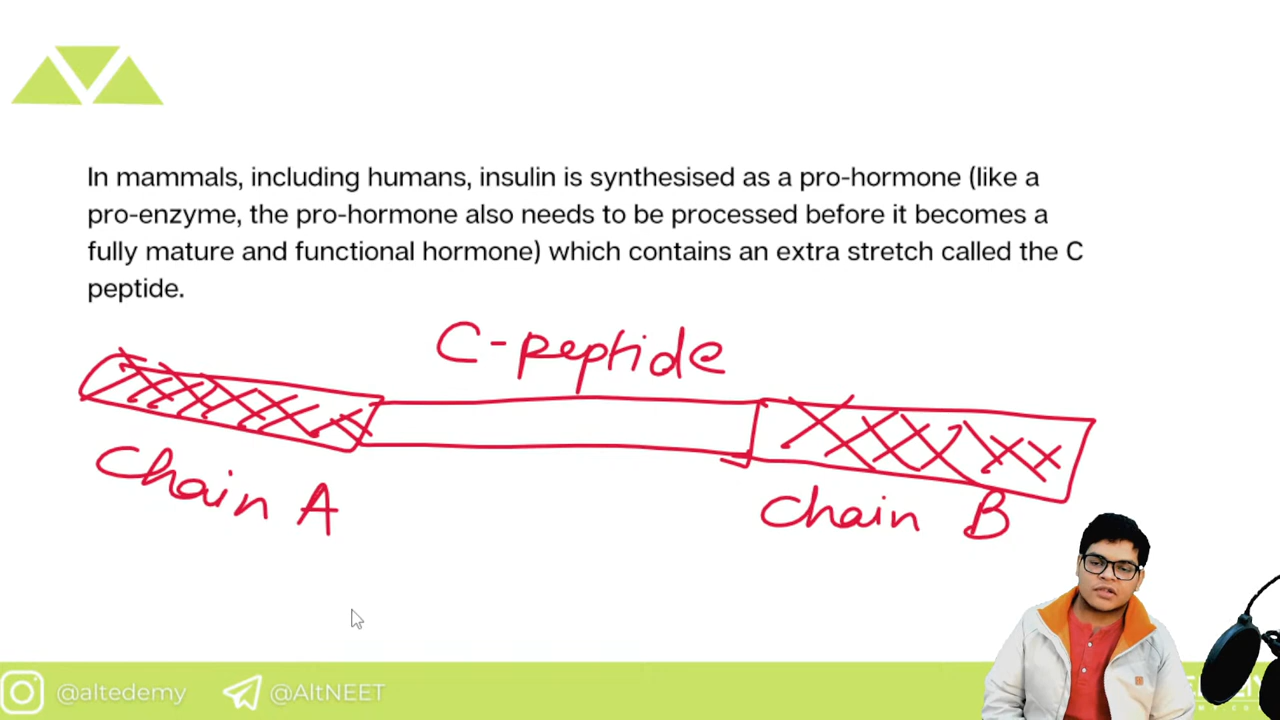 In mammals, including humans, insulin is synthesised as a pro-hormone (like a
pro-enzyme, the pro-hormone also needs to be processed before it becomes a
fully mature and functional hormone) which contains an extra stretch called the C
peptide.
C-peptide
Chain A
Chain B
@altedemy
@AltNEET